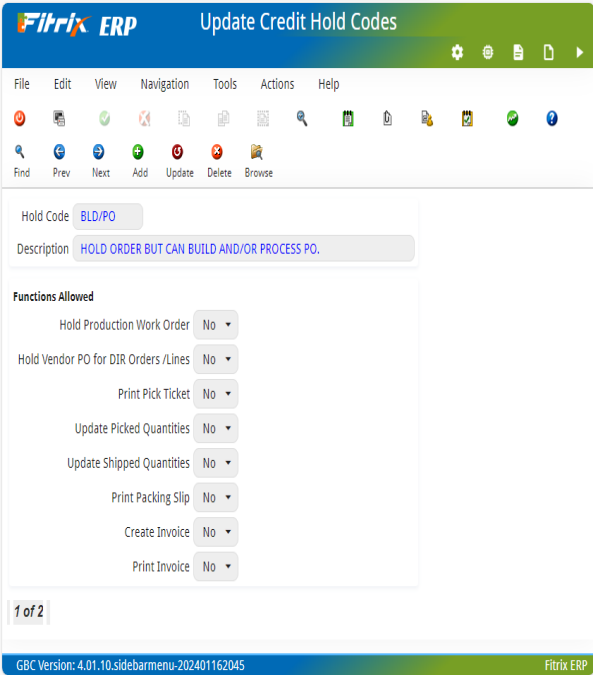 Fitrix ERP Update Credit Hold Codes
File Edit View Navigation Tools Actions Help
Find Prev Next Add Update Delete Browse
Hold Code BLD/PO
Description HOLD ORDER BUT CAN BUILD AND/OR PROCESS PO.
Functions Allowed
Hold Production Work Order No
Hold Vendor PO for DIR Orders /Lines No
Print Pick Ticket No
Update Picked Quantities No
Update Shipped Quantities No
Print Packing Slip No
Create Invoice No
Print Invoice No
1 of 2
GBC Version: 4.01.10.sidebarmenu-202401162045 Fitrix ERP